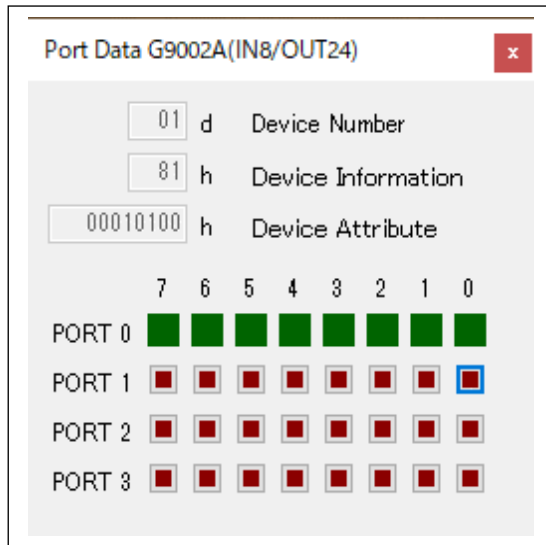 Port Data G9002A(IN8/OUT24)
x
01 d Device Number
81 h Device Information
00010100 h Device Attribute
7 6 5 4 3 2 1 0
PORT 0
PORT 1
PORT 2
PORT 3